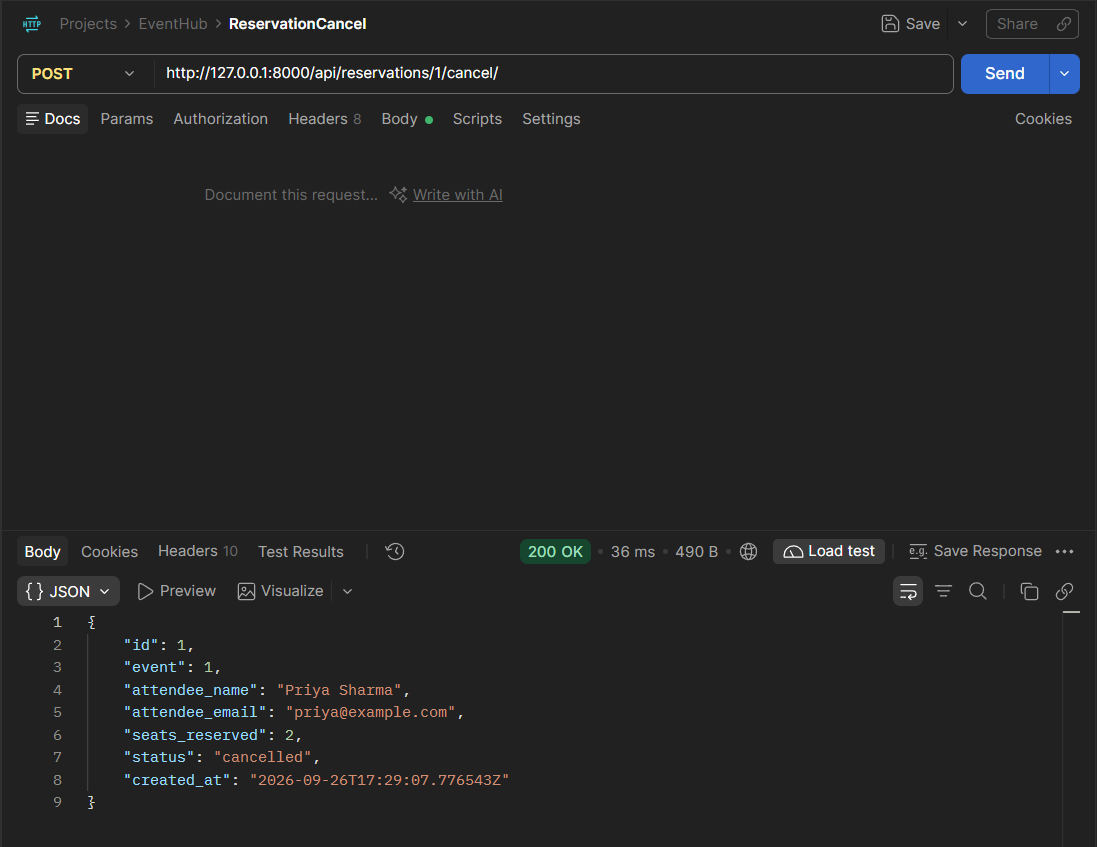 HTTP Projects > EventHub > ReservationCancel Save Share
POST http://127.0.0.1:8000/api/reservations/1/cancel/ Send
Docs Params Authorization Headers 8 Body Scripts Settings Cookies
Document this request... Write with AI
Body Cookies Headers 10 Test Results 200 OK • 36 ms • 490 B Load test e.g. Save Response
{} JSON Preview Visualize
1 {
2 "id": 1,
3 "event": 1,
4 "attendee_name": "Priya Sharma",
5 "attendee_email": "priya@example.com",
6 "seats_reserved": 2,
7 "status": "cancelled",
8 "created_at": "2026-09-26T17:29:07.776543Z"
9 }